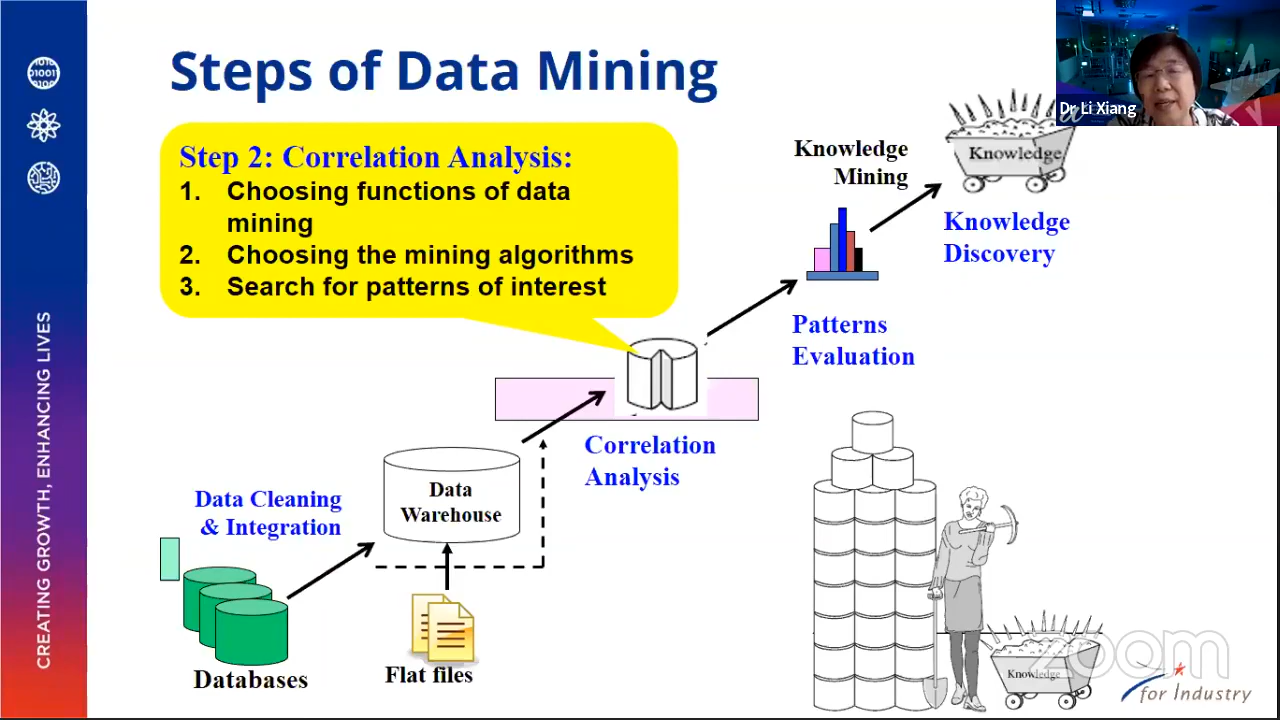 Steps of Data Mining
Dr Li Xiang
Step 2: Correlation Analysis:
1. Choosing functions of data
mining
2. Choosing the mining algorithms
3. Search for patterns of interest
Knowledge
Mining
Knowledge
Knowledge
Discovery
Patterns
Evaluation
Correlation
Analysis
Data Cleaning
& Integration
Data
Warehouse
Databases
Flat files
Knowledge
zoom
for Industry
CREATING GROWTH, ENHANCING LIVES
01001